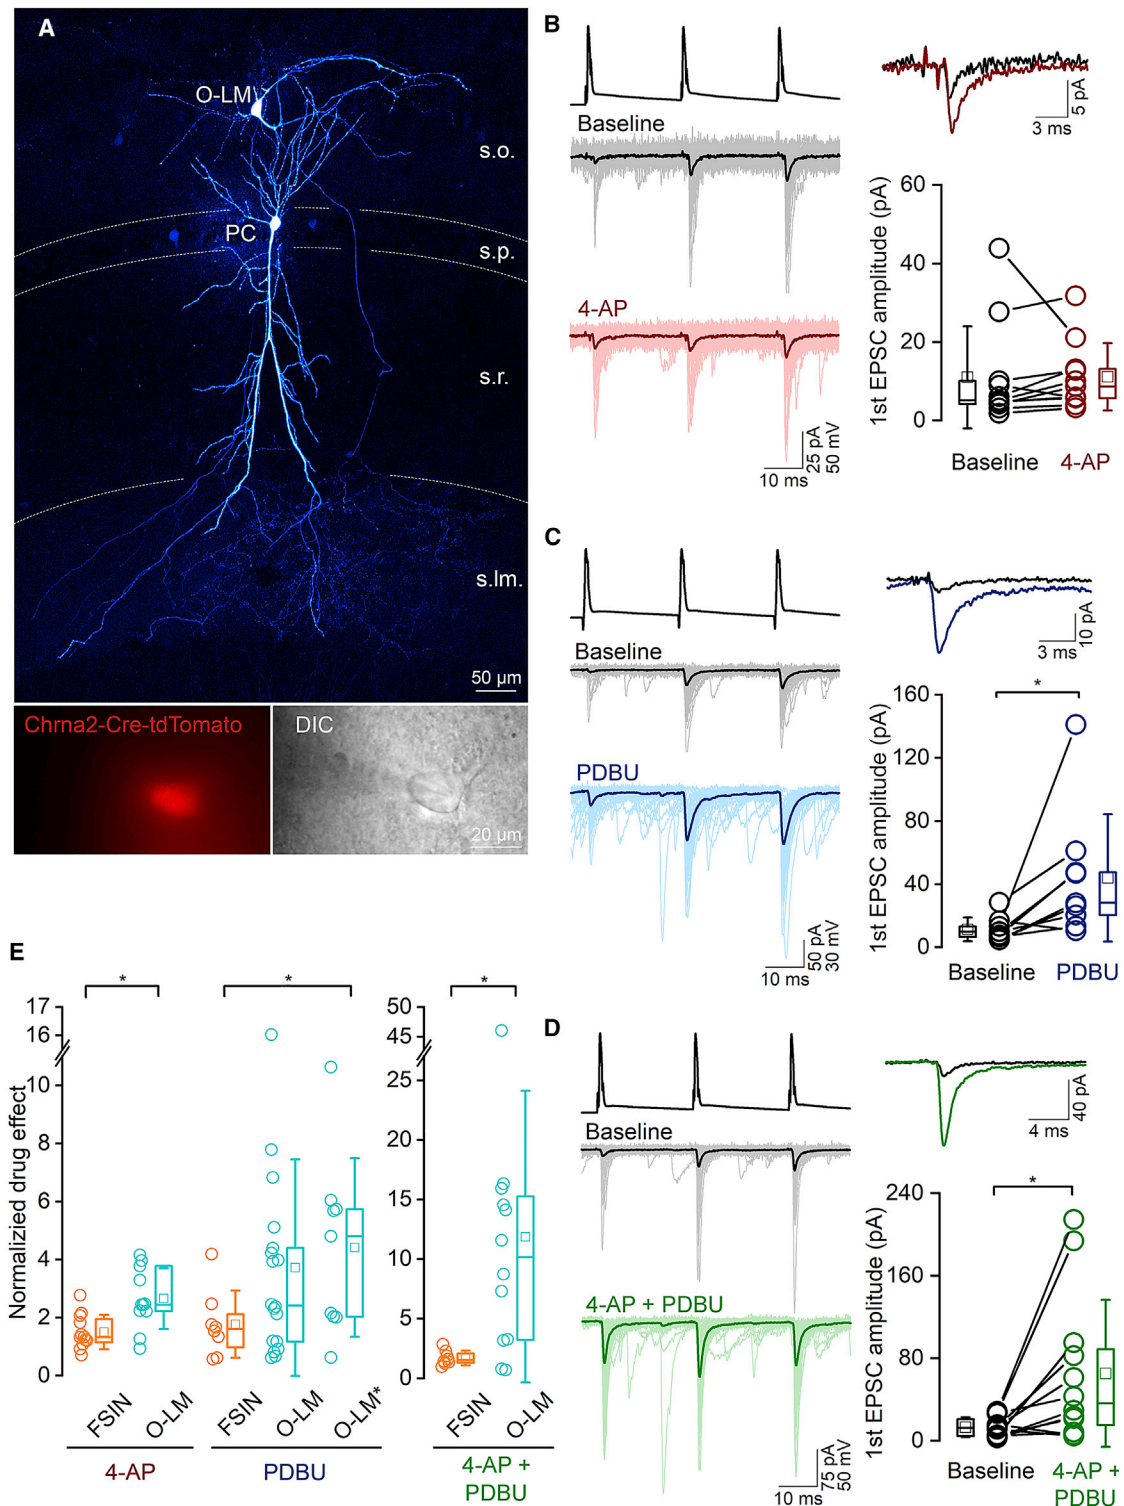 A
O-LM
s.o.
PC
s.p.
s.r.
s.lm.
50 μm
Chrna2-Cre-tdTomato
DIC
20 μm
B
Baseline
4-AP
25 pA
50 mV
10 ms
5 pA
3 ms
1st EPSC amplitude (pA)
60
40
20
0
Baseline
4-AP
C
Baseline
PDBU
50 pA
30 mV
10 ms
10 pA
3 ms
*
1st EPSC amplitude (pA)
160
120
80
40
0
Baseline
PDBU
D
Baseline
4-AP + PDBU
75 pA
50 mV
10 ms
40 pA
4 ms
*
1st EPSC amplitude (pA)
240
160
80
0
Baseline
4-AP +
PDBU
E
*
*
*
Normalizied drug effect
17
16
10
8
6
4
2
0
50
45
25
20
15
10
5
0
FSIN
O-LM
FSIN
O-LM
O-LM*
FSIN
O-LM
4-AP
PDBU
4-AP +
PDBU